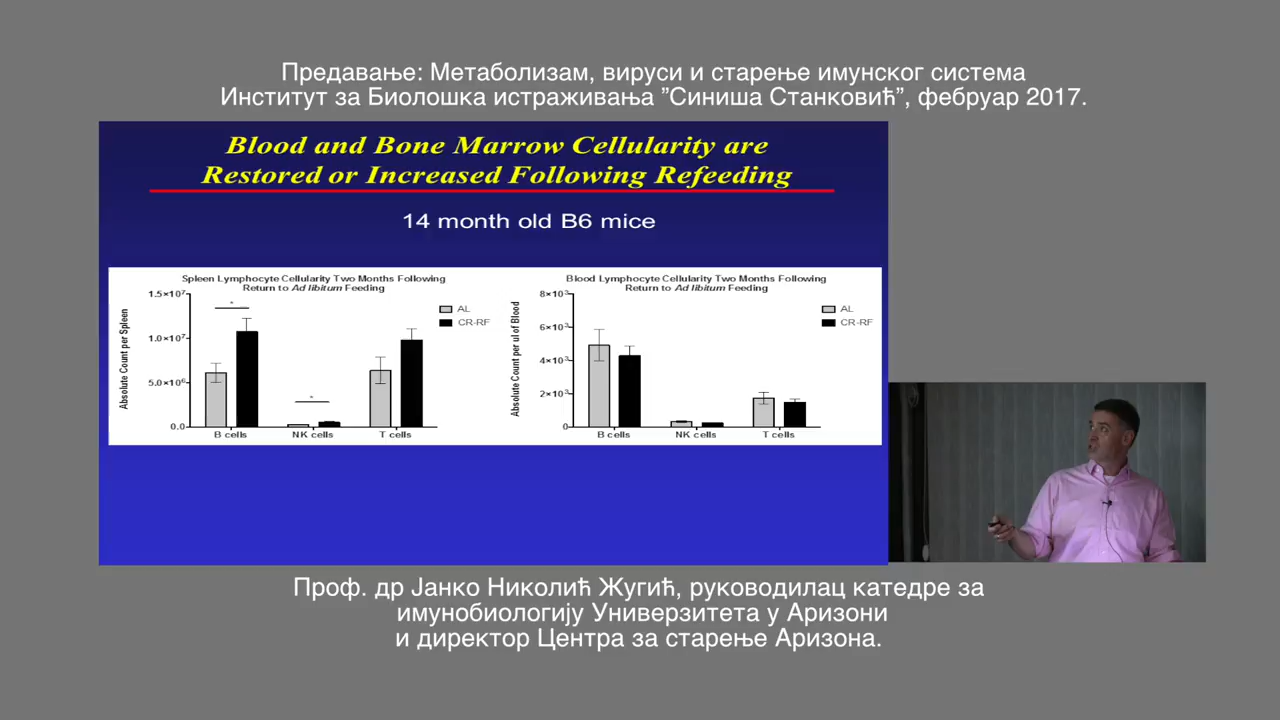 Предавање: Метаболизам, вируси и старење имунског система
Институт за Биолошка истраживања ”Синиша Станковић”, фебруар 2017.
Blood and Bone Marrow Cellularity are
Restored or Increased Following Refeeding
14 month old B6 mice
Spleen Lymphocyte Cellularity Two Months Following
Return to Ad libitum Feeding
Absolute Count per Spleen
1.5×10⁷
1.0×10⁷
5.0×10⁶
0.0
*
*
B cells
NK cells
T cells
AL
CR-RF
Blood Lymphocyte Cellularity Two Months Following
Return to Ad libitum Feeding
Absolute Count per ul of Blood
8×10³
6×10³
4×10³
2×10³
0
B cells
NK cells
T cells
AL
CR-RF
Проф. др Јанко Николић Жугић, руководилац катедре за
имунобиологију Универзитета у Аризони
и директор Центра за старење Аризона.